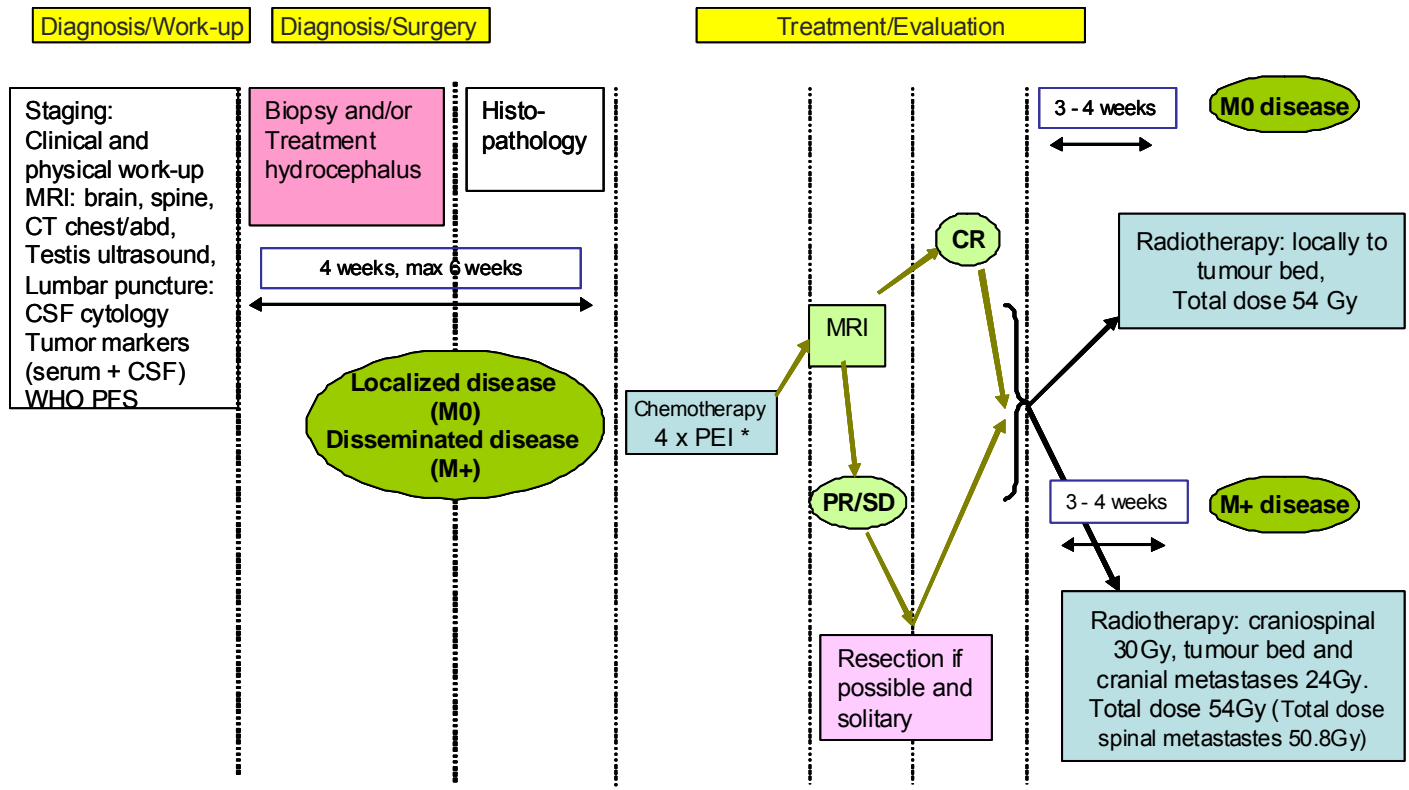 Diagnosis/Work-up
Diagnosis/Surgery
Treatment/Evaluation
Staging:
Clinical and
physical work-up
MRI: brain, spine,
CT chest/abd,
Testis ultrasound,
Lumbar puncture:
CSF cytology
Tumor markers
(serum + CSF)
WHO PFS
Biopsy and/or
Treatment
hydrocephalus
Histo-
pathology
4 weeks, max 6 weeks
Localized disease
(M0)
Disseminated disease
(M+)
Chemotherapy
4 x PEI *
MRI
CR
PR/SD
Resection if
possible and
solitary
3 - 4 weeks
M0 disease
Radiotherapy: locally to
tumour bed,
Total dose 54 Gy
3 - 4 weeks
M+ disease
Radiotherapy: craniospinal
30Gy, tumour bed and
cranial metastases 24Gy.
Total dose 54Gy (Total dose
spinal metastastes 50.8Gy)